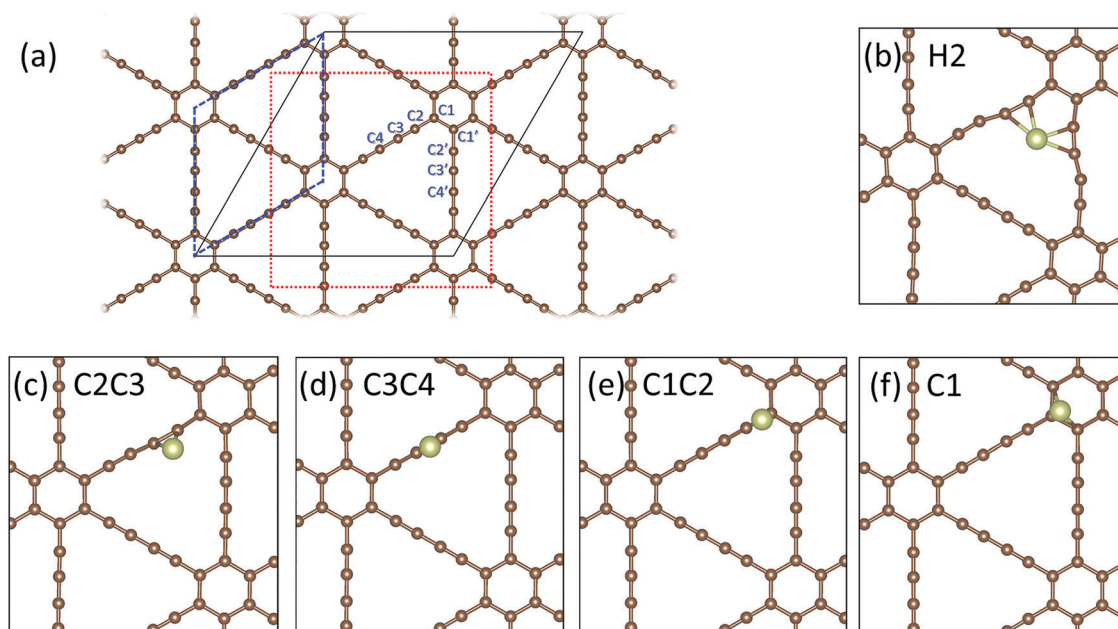 (a)
C2
C1
C3
C4
C1′
C2′
C3′
C4′
(b) H2
(c) C2C3
(d) C3C4
(e) C1C2
(f) C1